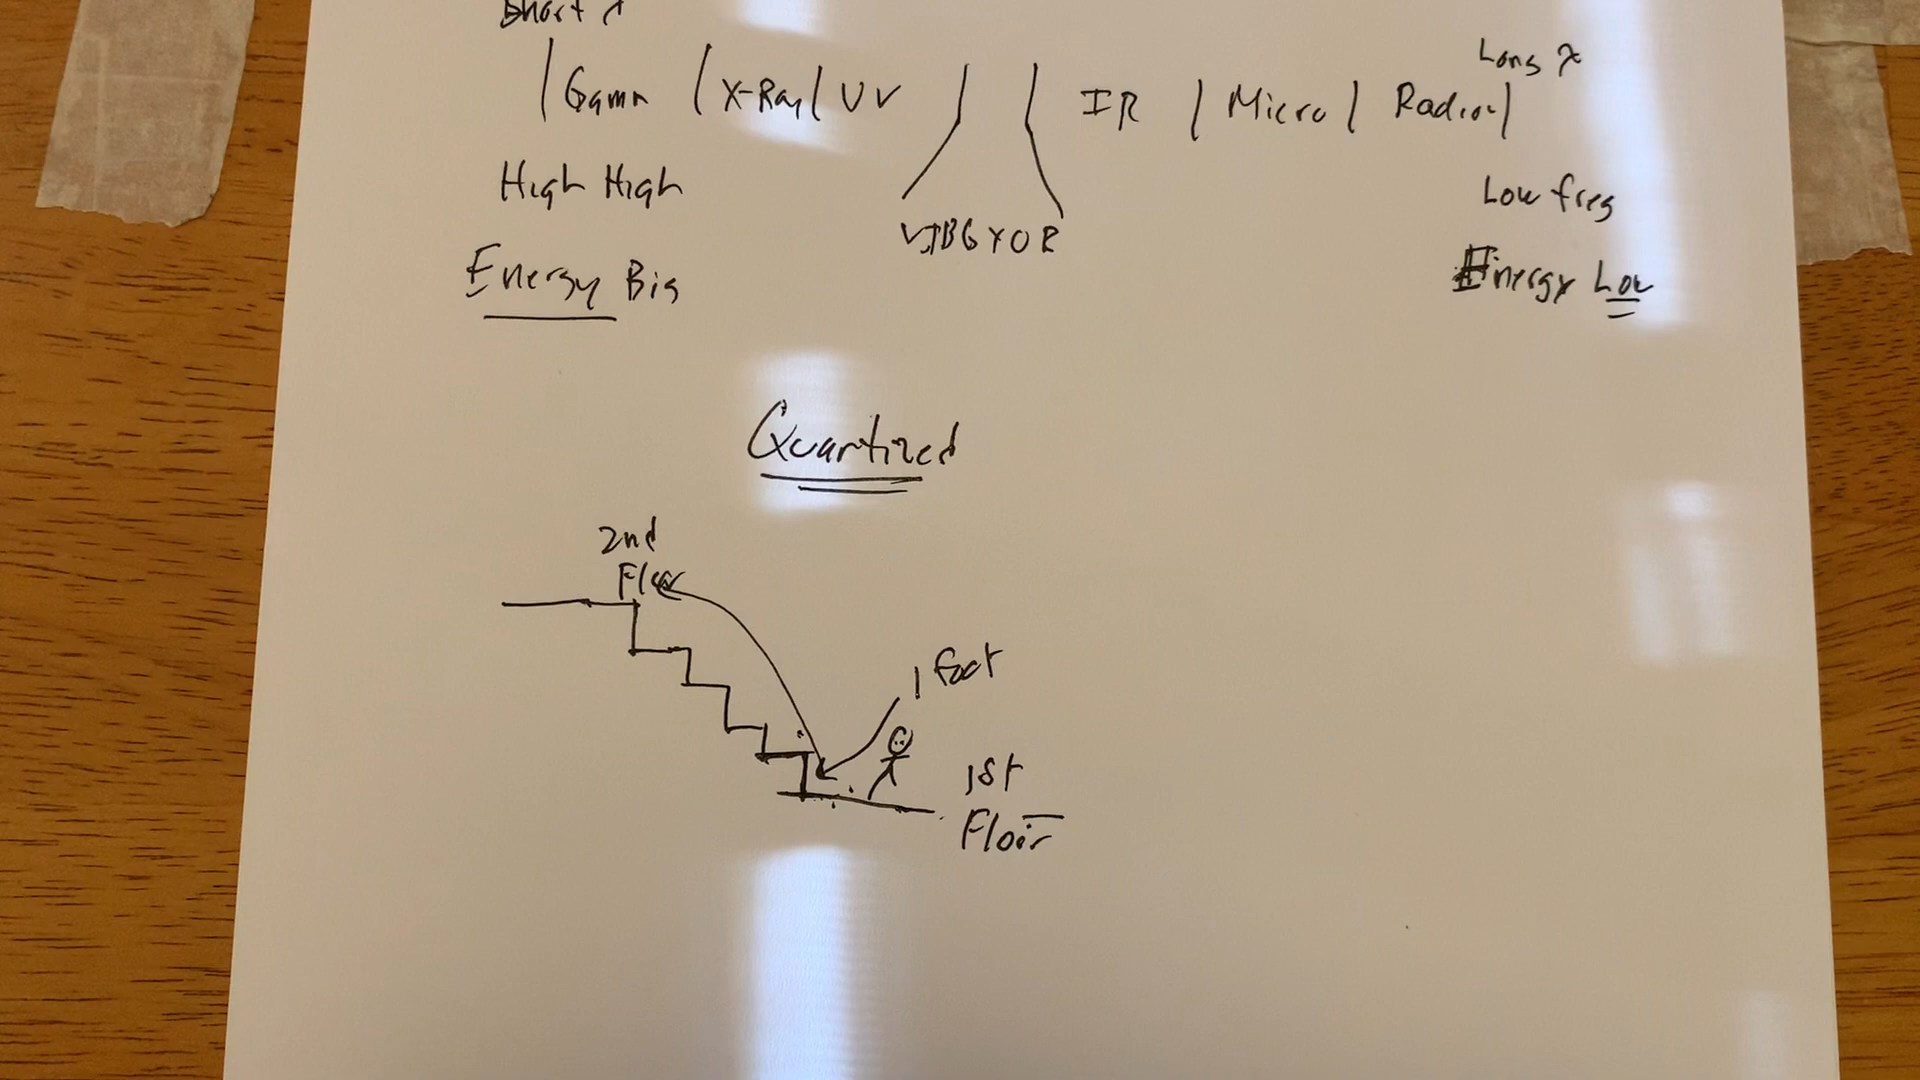 Short λ
Long λ
| Gamn | X-Ray | UV | | IR | Micro | Radio |
High High
Low freq
VIBGYOR
Energy Big
Energy Low
Quantized
2nd
Floor
1 foot
1st
Floor